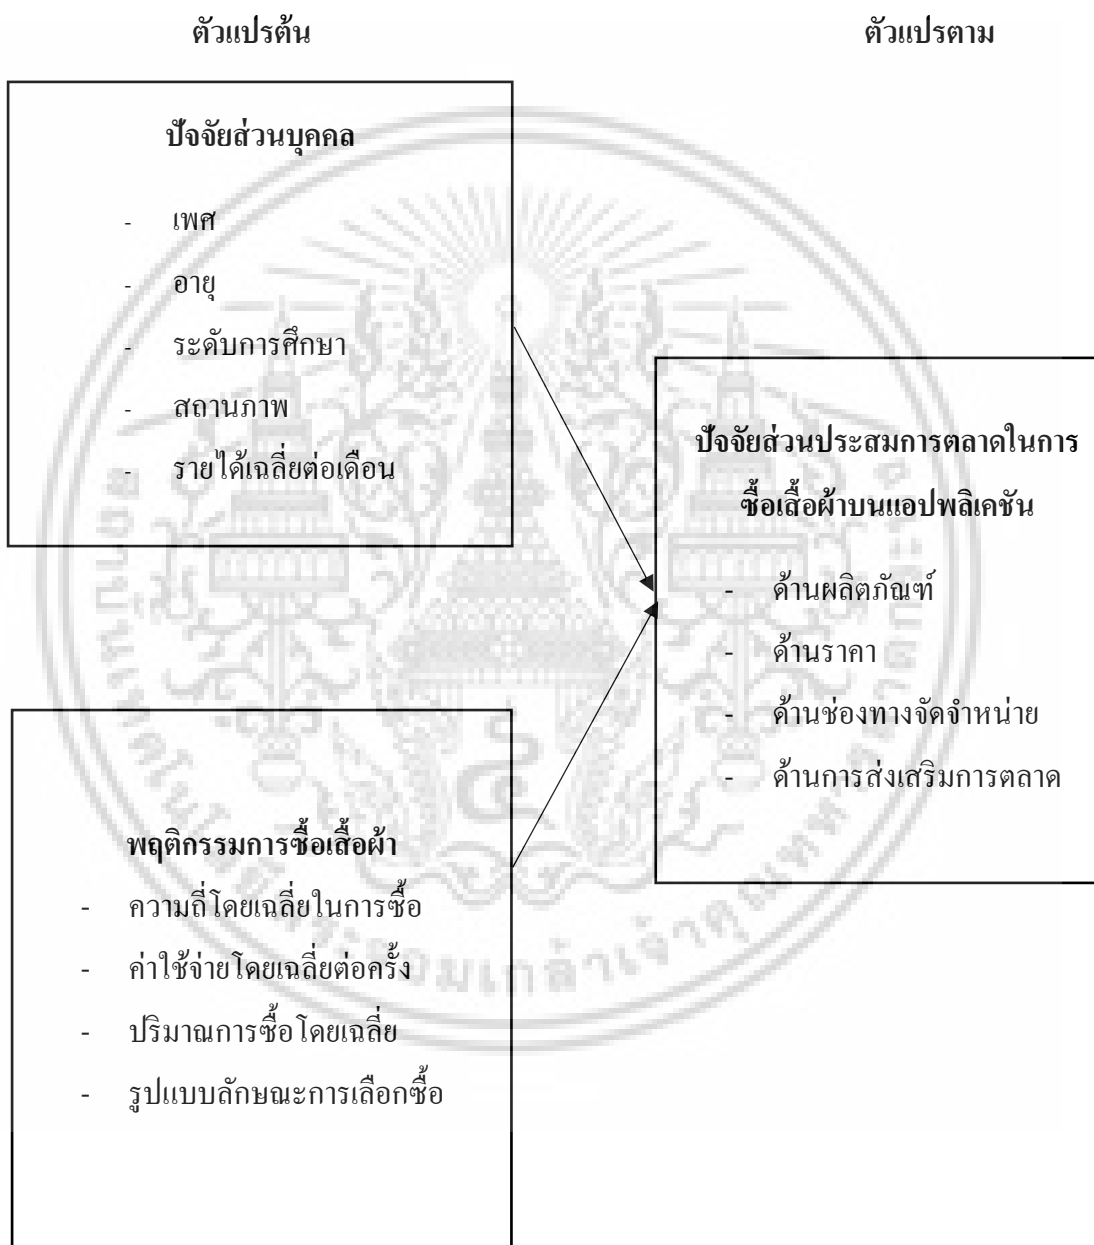 ตัวแปรต้น
ตัวแปรตาม
ปัจจัยส่วนบุคคล
- เพศ
- อายุ
- ระดับการศึกษา
- สถานภาพ
- รายได้เฉลี่ยต่อเดือน
ปัจจัยส่วนประสมการตลาดในการ
ซื้อเสื้อผ้าบนแอปพลิเคชัน
- ด้านผลิตภัณฑ์
- ด้านราคา
- ด้านช่องทางจัดจำหน่าย
- ด้านการส่งเสริมการตลาด
พฤติกรรมการซื้อเสื้อผ้า
- ความถี่โดยเฉลี่ยในการซื้อ
- ค่าใช้จ่ายโดยเฉลี่ยต่อครั้ง
- ปริมาณการซื้อโดยเฉลี่ย
- รูปแบบลักษณะการเลือกซื้อ